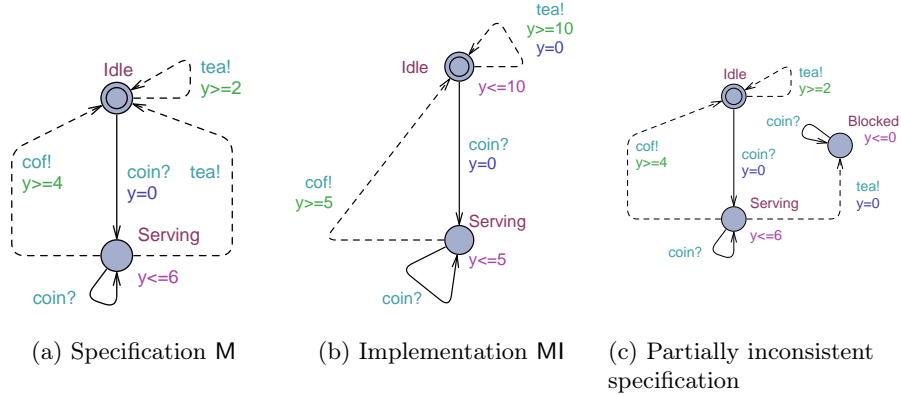 Idle
tea!
y>=2
cof!
y>=4
coin?
y=0
tea!
Serving
y<=6
coin?
(a) Specification M
tea!
y>=10
y=0
Idle
y<=10
coin?
y=0
cof!
y>=5
Serving
y<=5
coin?
(b) Implementation MI
Idle
tea!
y>=2
Blocked
y<=0
coin?
cof!
y>=4
coin?
y=0
tea!
y=0
Serving
y<=6
coin?
(c) Partially inconsistent
specification